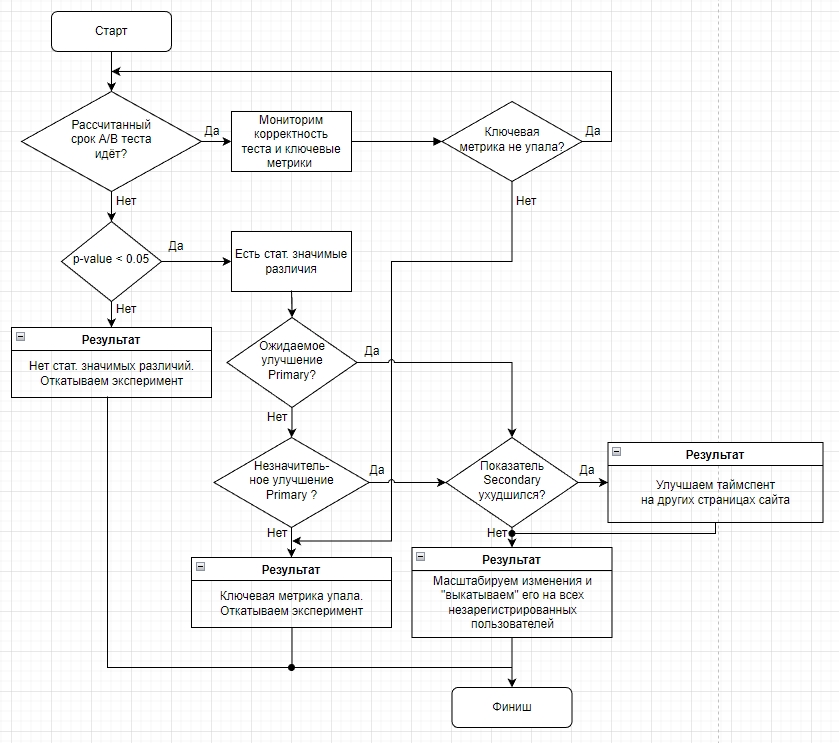 Старт
Рассчитанный
срок А/В теста
идёт?
Да
Мониторим
корректность
теста и ключевые
метрики
Ключевая
метрика не упала?
Да
Нет
Нет
p-value < 0.05
Да
Есть стат. значимые
различия
Нет
Результат
Нет стат. значимых различий.
Откатываем эксперимент
Ожидаемое
улучшение
Primary?
Да
Нет
Незначитель-
ное улучшение
Primary ?
Да
Показатель
Secondary
ухудшился?
Да
Результат
Улучшаем таймспент
на других страницах сайта
Нет
Нет
Результат
Ключевая метрика упала.
Откатываем эксперимент
Результат
Масштабируем изменения и
"выкатываем" его на всех
незарегистрированных
пользователей
Финиш